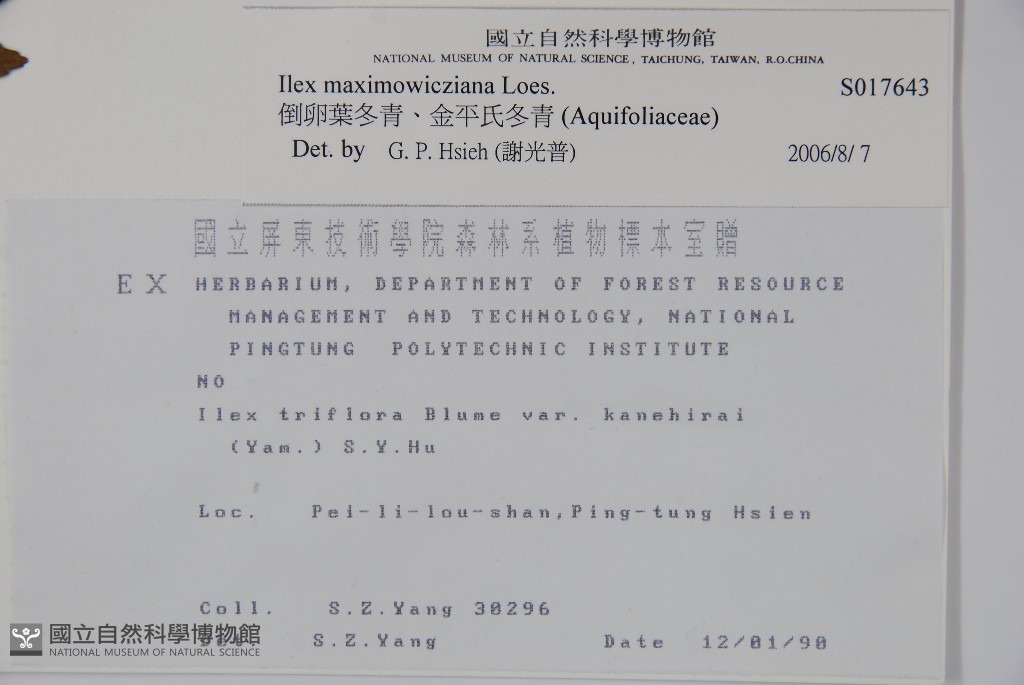 國立自然科學博物館
NATIONAL MUSEUM OF NATURAL SCIENCE, TAICHUNG, TAIWAN, R.O.CHINA
Ilex maximowicziana Loes. S017643
倒卵葉冬青、金平氏冬青 (Aquifoliaceae)
Det. by G. P. Hsieh (謝光普) 2006/8/ 7
國立屏東技術學院森林系植物標本室贈
EX HERBARIUM, DEPARTMENT OF FOREST RESOURCE
MANAGEMENT AND TECHNOLOGY, NATIONAL
PINGTUNG POLYTECHNIC INSTITUTE
NO
Ilex triflora Blume var. kanehirai
(Yam.) S.Y.Hu
Loc. Pei-li-lou-shan,Ping-tung Hsien
Coll. S.Z.Yang 30296
S.Z.Yang Date 12/01/90
國立自然科學博物館
NATIONAL MUSEUM OF NATURAL SCIENCE